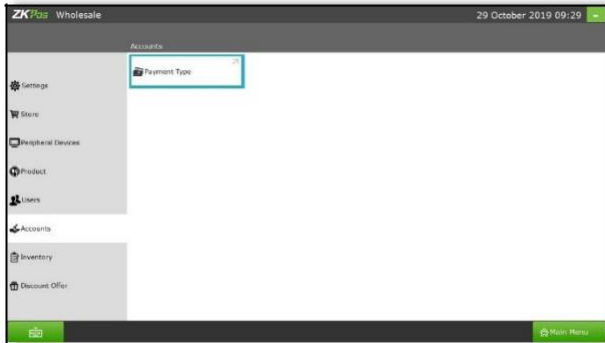 ZKPos Wholesale
29 October 2019 09:29
Accounts
Payment Type
Settings
Store
Peripheral Devices
Product
Users
Accounts
Inventory
Discount Offer
Main Menu